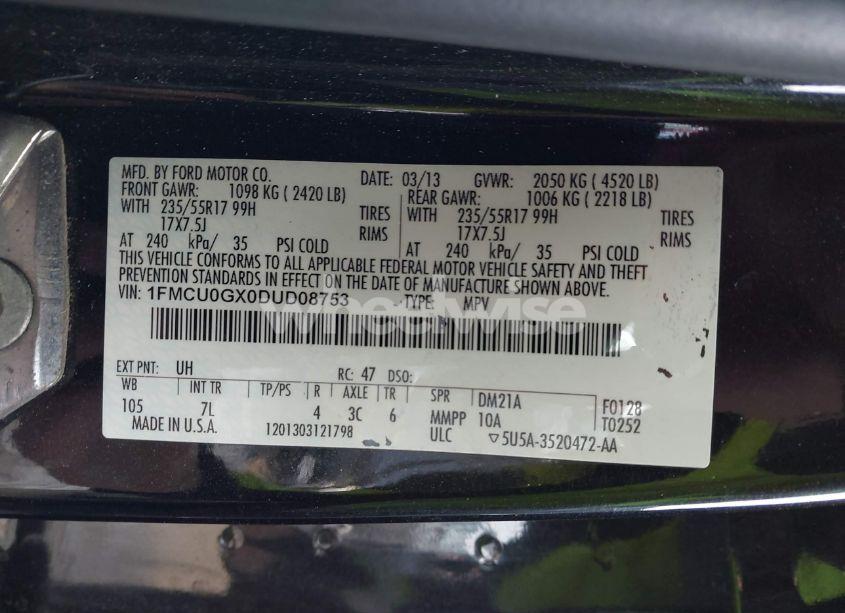 MFD. BY FORD MOTOR CO. DATE: 03/13 GVWR: 2050 KG ( 4520 LB)
FRONT GAWR: 1098 KG ( 2420 LB) REAR GAWR: 1006 KG ( 2218 LB)
WITH 235/55R17 99H TIRES WITH 235/55R17 99H TIRES
17X7.5J RIMS 17X7.5J RIMS
AT 240 kPa/ 35 PSI COLD AT 240 kPa/ 35 PSI COLD
THIS VEHICLE CONFORMS TO ALL APPLICABLE FEDERAL MOTOR VEHICLE SAFETY AND THEFT
PREVENTION STANDARDS IN EFFECT ON THE DATE OF MANUFACTURE SHOWN ABOVE.
VIN: 1FMCU0GX0DUD08753 TYPE: MPV
wheelwise
EXT PNT: UH RC: 47 DSO:
WB INT TR TP/PS R AXLE TR SPR DM21A F0128
105 7L 4 3C 6 MMPP 10A T0252
MADE IN U.S.A. 1201303121798 ULC ▽5U5A-3520472-AA